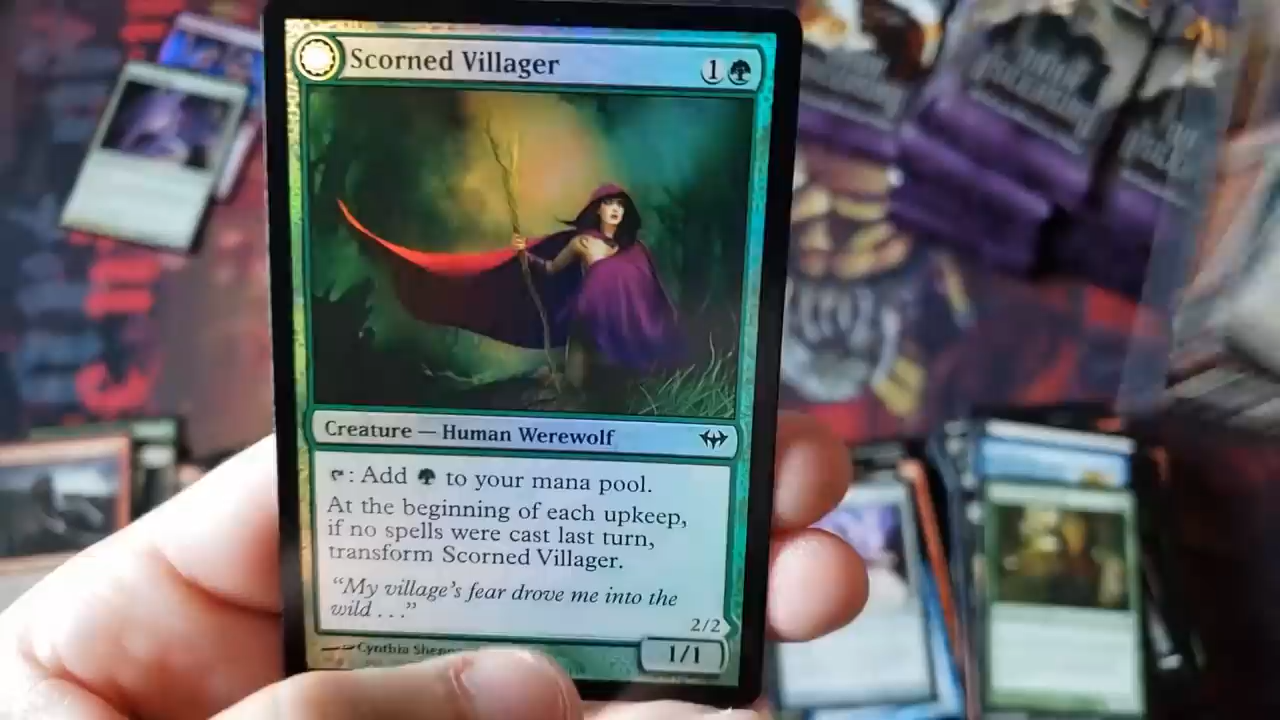 Scorned Villager
1
Creature — Human Werewolf
: Add to your mana pool.
At the beginning of each upkeep,
if no spells were cast last turn,
transform Scorned Villager.
“My village's fear drove me into the
wild . . .”
2/2
1/1
Cynthia